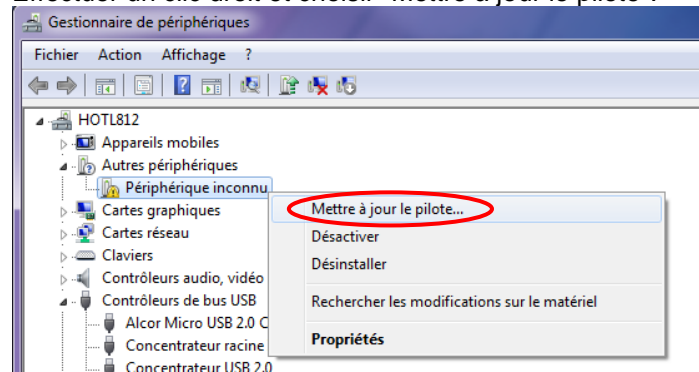 Gestionnaire de périphériques
Fichier Action Affichage ?
HOTL812
Appareils mobiles
Autres périphériques
Périphérique inconnu
Cartes graphiques
Cartes réseau
Claviers
Contrôleurs audio, vidéo
Contrôleurs de bus USB
Alcor Micro USB 2.0 C
Concentrateur racine
Concentrateur USB 2.0
Mettre à jour le pilote...
Désactiver
Désinstaller
Rechercher les modifications sur le matériel
Propriétés